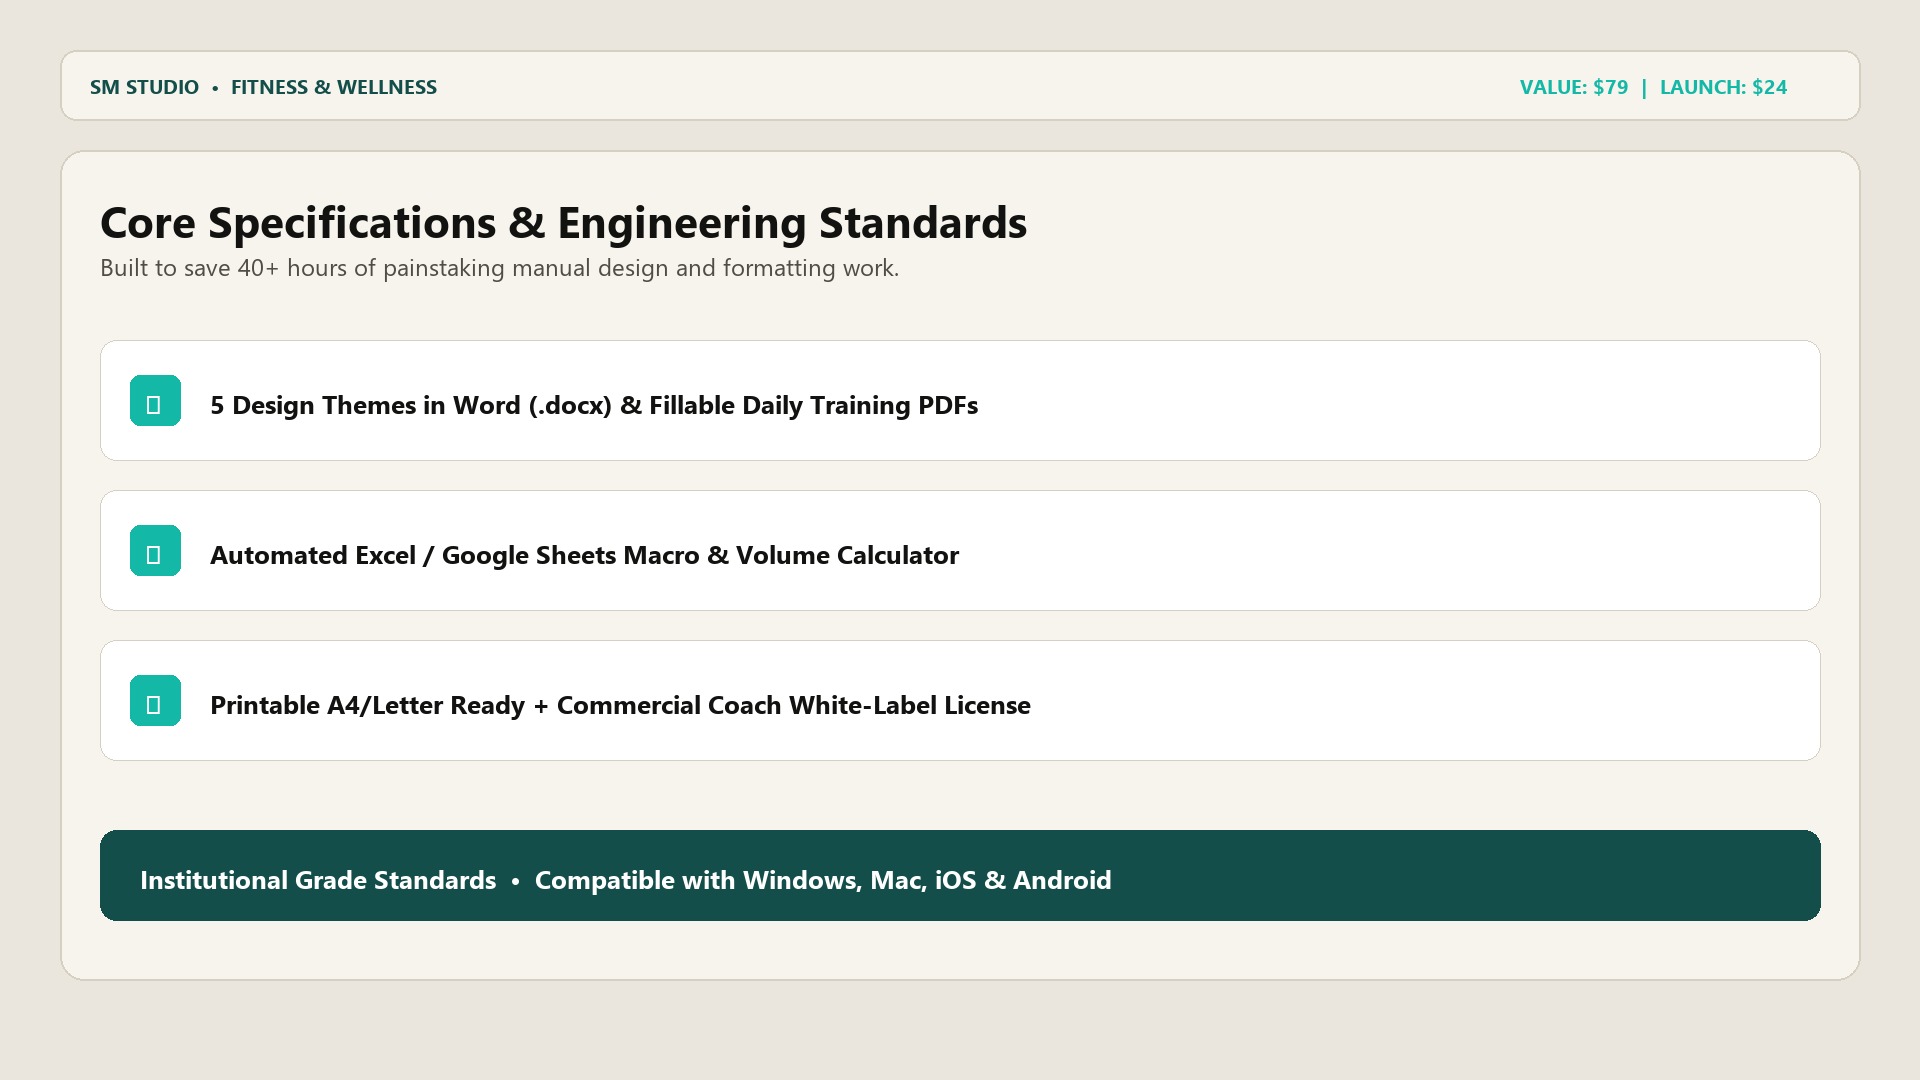 SM STUDIO • FITNESS & WELLNESS
VALUE: $79 | LAUNCH: $24
Core Specifications & Engineering Standards
Built to save 40+ hours of painstaking manual design and formatting work.
5 Design Themes in Word (.docx) & Fillable Daily Training PDFs
Automated Excel / Google Sheets Macro & Volume Calculator
Printable A4/Letter Ready + Commercial Coach White-Label License
Institutional Grade Standards • Compatible with Windows, Mac, iOS & Android